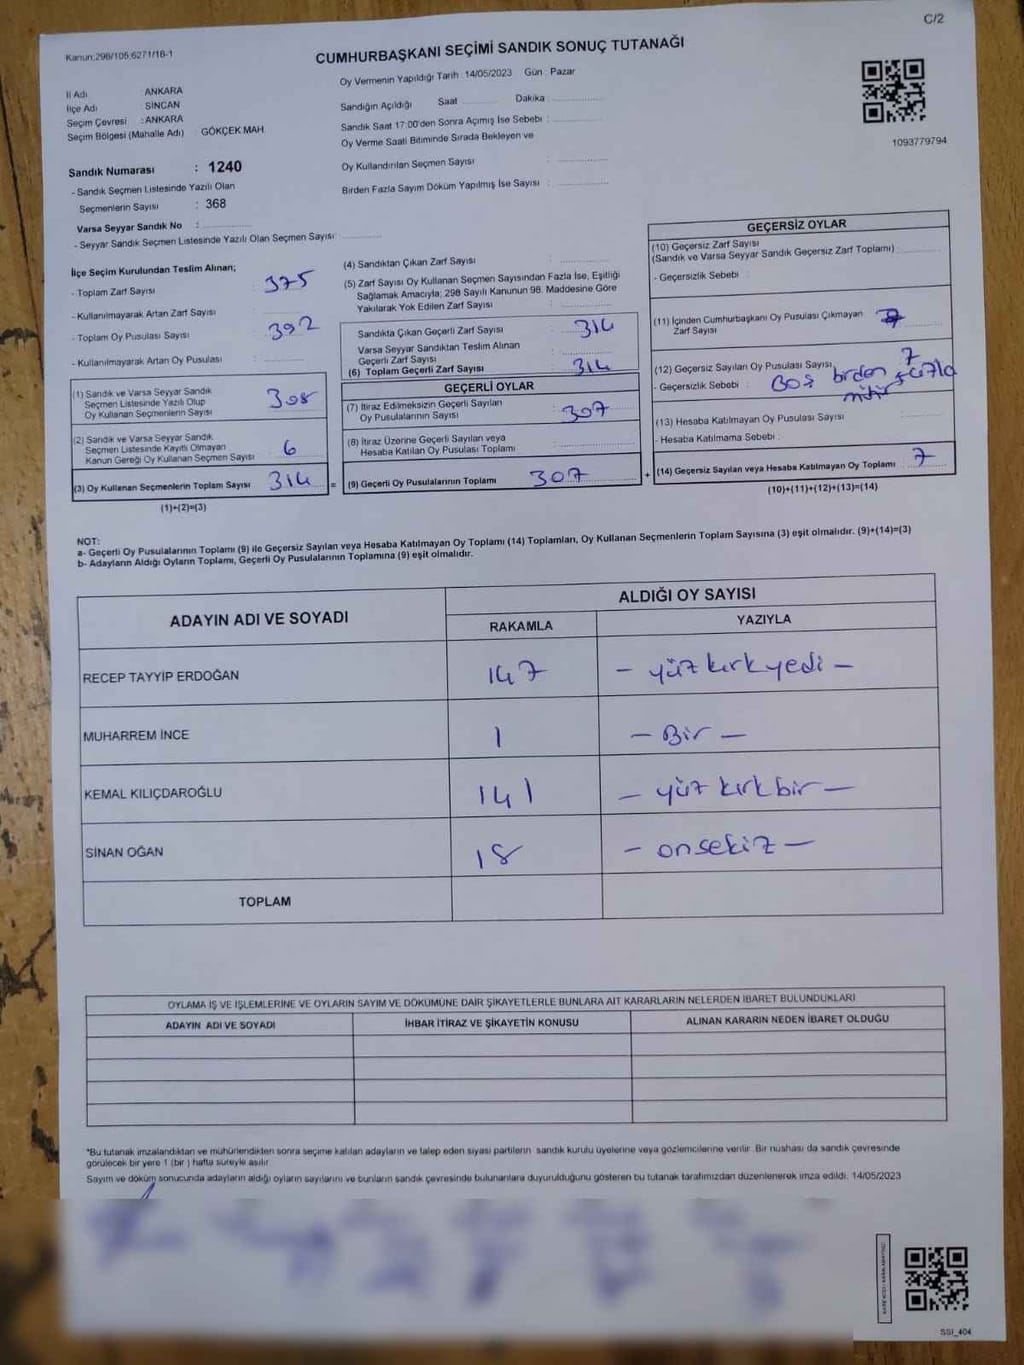 C/2
Kanun:298/105,6271/18-1
CUMHURBAŞKANI SEÇİMİ SANDIK SONUÇ TUTANAĞI
Oy Vermenin Yapıldığı Tarih 14/05/2023 Gün : Pazar
İl Adı ANKARA
İlçe Adı SİNCAN
Seçim Çevresi : ANKARA
Seçim Bölgesi (Mahalle Adı) : GÖKÇEK MAH.
Sandığın Açıldığı Saat Dakika
Sandık Saat 17:00'den Sonra Açımış İse Sebebi :
Oy Verme Saati Bitiminde Sırada Bekleyen ve
Oy Kullandırılan Seçmen Sayısı :
Birden Fazla Sayım Döküm Yapılmış İse Sayısı :
1093779794
Sandık Numarası : 1240
- Sandık Seçmen Listesinde Yazılı Olan
Seçmenlerin Sayısı : 368
Varsa Seyyar Sandık No :
- Seyyar Sandık Seçmen Listesinde Yazılı Olan Seçmen Sayısı:
İlçe Seçim Kurulundan Teslim Alınan;
- Toplam Zarf Sayısı : 375
- Kullanılmayarak Artan Zarf Sayısı :
- Toplam Oy Pusulası Sayısı : 392
- Kullanılmayarak Artan Oy Pusulası :
(1) Sandık ve Varsa Seyyar Sandık
Seçmen Listesinde Yazılı Olup
Oy Kullanan Seçmenlerin Sayısı 308
(2) Sandık ve Varsa Seyyar Sandık
Seçmen Listesinde Kayıtlı Olmayan
Kanun Gereği Oy Kullanan Seçmen Sayısı 6
(3) Oy Kullanan Seçmenlerin Toplam Sayısı 314 =
(1)+(2)=(3)
(4) Sandıktan Çıkan Zarf Sayısı :
(5) Zarf Sayısı Oy Kullanan Seçmen Sayısından Fazla İse, Eşitliği
Sağlamak Amacıyla; 298 Sayılı Kanunun 98. Maddesine Göre
Yakılarak Yok Edilen Zarf Sayısı :
Sandıkta Çıkan Geçerli Zarf Sayısı : 314
Varsa Seyyar Sandıktan Teslim Alınan
Geçerli Zarf Sayısı :
(6) Toplam Geçerli Zarf Sayısı : 314
GEÇERLİ OYLAR
(7) İtiraz Edilmeksizin Geçerli Sayılan
Oy Pusulalarının Sayısı : 307
(8) İtiraz Üzerine Geçerli Sayılan veya
Hesaba Katılan Oy Pusulası Toplamı :
(9) Geçerli Oy Pusulalarının Toplamı 307 +
GEÇERSİZ OYLAR
(10) Geçersiz Zarf Sayısı
(Sandık ve Varsa Seyyar Sandık Geçersiz Zarf Toplamı) :
- Geçersizlik Sebebi :
(11) İçinden Cumhurbaşkanı Oy Pusulası Çıkmayan
Zarf Sayısı
(12) Geçersiz Sayılan Oy Pusulası Sayısı : 7
- Geçersizlik Sebebi : Boş birden fazla
mühür
(13) Hesaba Katılmayan Oy Pusulası Sayısı :
- Hesaba Katılmama Sebebi :
(14) Geçersiz Sayılan veya Hesaba Katılmayan Oy Toplamı : 7
(10)+(11)+(12)+(13)=(14)
NOT:
a- Geçerli Oy Pusulalarının Toplamı (9) ile Geçersiz Sayılan veya Hesaba Katılmayan Oy Toplamı (14) Toplamları, Oy Kullanan Seçmenlerin Toplam Sayısına (3) eşit olmalıdır. (9)+(14)=(3)
b- Adayların Aldığı Oyların Toplamı, Geçerli Oy Pusulalarının Toplamına (9) eşit olmalıdır.
ADAYIN ADI VE SOYADI
ALDIĞI OY SAYISI
RAKAMLA YAZIYLA
RECEP TAYYİP ERDOĞAN 147 - yüz kırk yedi -
MUHARREM İNCE 1 - Bir -
KEMAL KILIÇDAROĞLU 141 - yüz kırk bir -
SİNAN OĞAN 18 - onsekiz -
TOPLAM
OYLAMA İŞ VE İŞLEMLERİNE VE OYLARIN SAYIM VE DÖKÜMÜNE DAİR ŞİKAYETLERLE BUNLARA AİT KARARLARIN NELERDEN İBARET BULUNDUKLARI
ADAYIN ADI VE SOYADI İHBAR İTİRAZ VE ŞİKAYETİN KONUSU ALINAN KARARIN NEDEN İBARET OLDUĞU
*Bu tutanak imzalandıktan ve mühürlendikten sonra seçime katılan adayların ve talep eden siyasi partilerin sandık kurulu üyelerine veya gözlemcilerine verilir. Bir nushası da sandık çevresinde
görülecek bir yere 1 (bir ) hafta süreyle asılır.
Sayım ve döküm sonucunda adayların aldığı oyların sayılarını ve bunların sandık çevresinde bulunanlara duyurulduğunu gösteren bu tutanak tarafımızdan düzenlenerek imza edildi. 14/05/2023
SSI_404